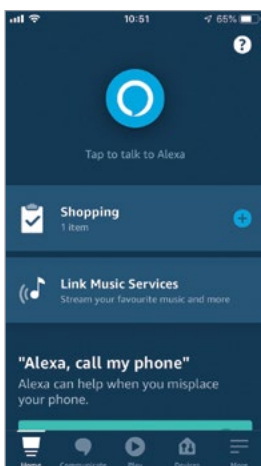 10:51
65%
?
Tap to talk to Alexa
Shopping
1 item
Link Music Services
Stream your favourite music and more
"Alexa, call my phone"
Alexa can help when you misplace
your phone.
Home Communicate Play Devices More